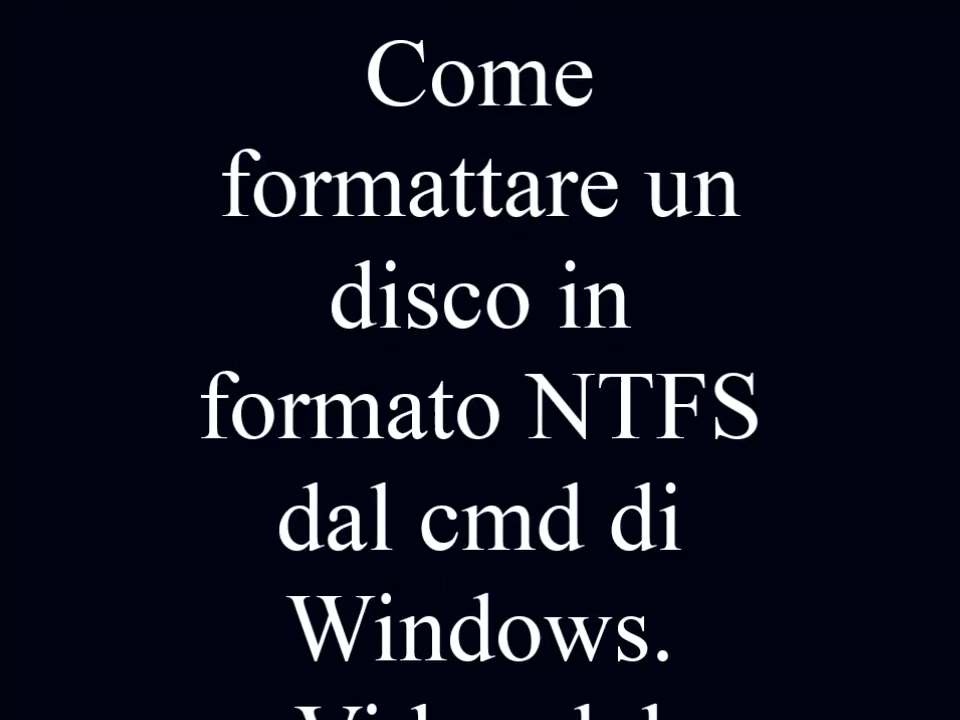 Come
formattare un
disco in
formato NTFS
dal cmd di
Windows.